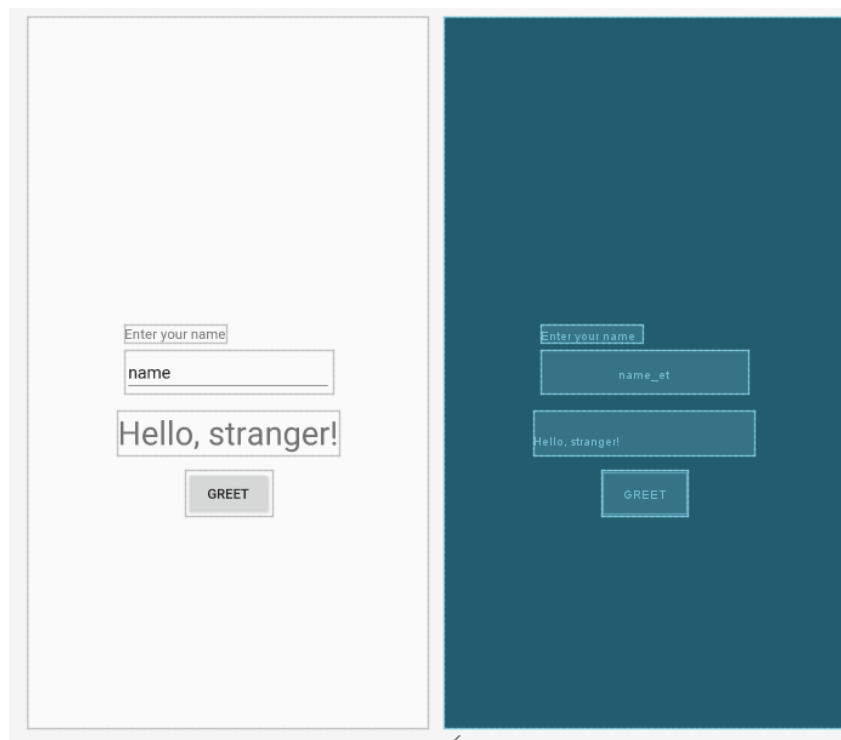 Enter your name
name
Hello, stranger!
GREET
Enter your name
name_et
Hello, stranger!
GREET